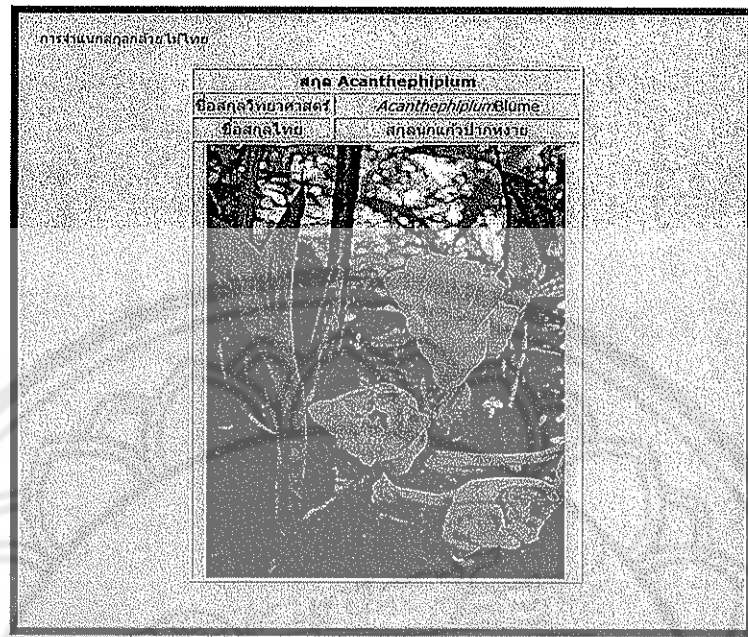 การจำแนกสกุลกล้วยไม้ไทย
สกุล Acanthephiplum
ชื่อสกุลวิทยาศาสตร์ AcanthephiplumBlume
ชื่อสกุลไทย สกุลนกแก้วปากหงาย